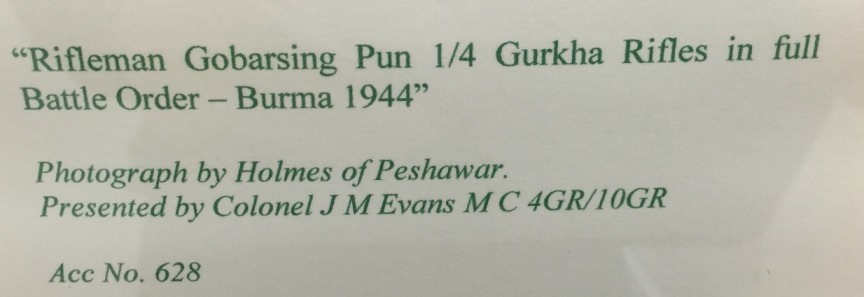 “Rifleman Gobarsing Pun 1/4 Gurkha Rifles in full
Battle Order – Burma 1944”
Photograph by Holmes of Peshawar.
Presented by Colonel J M Evans M C 4GR/10GR
Acc No. 628